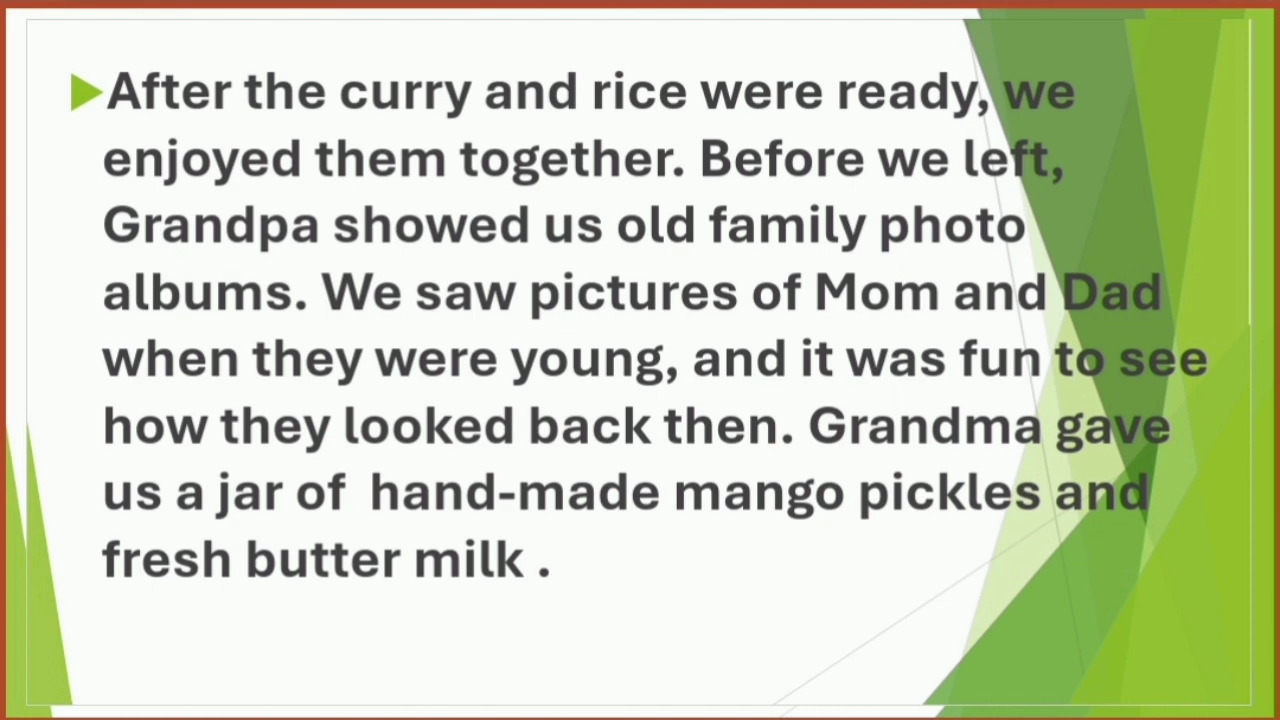 After the curry and rice were ready, we
enjoyed them together. Before we left,
Grandpa showed us old family photo
albums. We saw pictures of Mom and Dad
when they were young, and it was fun to see
how they looked back then. Grandma gave
us a jar of  hand-made mango pickles and
fresh butter milk .